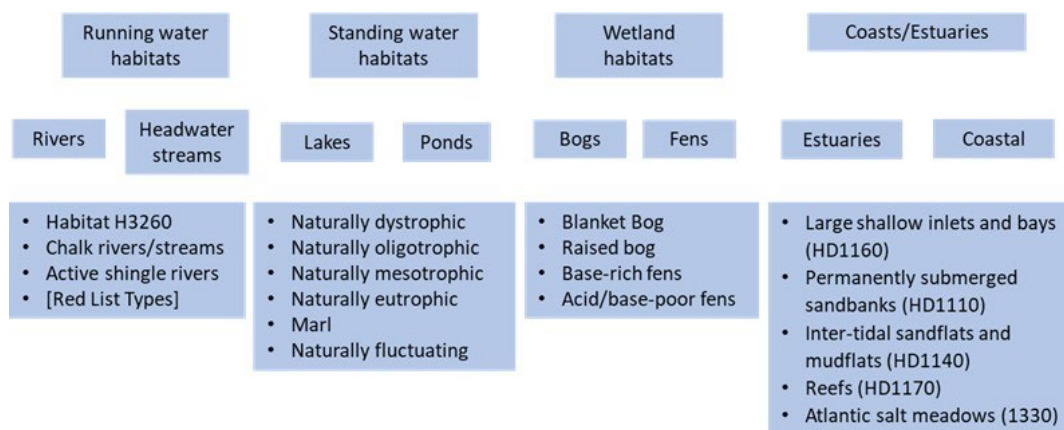 Running water
habitats
Standing water
habitats
Wetland
habitats
Coasts/Estuaries
Rivers
Headwater
streams
Lakes
Ponds
Bogs
Fens
Estuaries
Coastal
• Habitat H3260
• Chalk rivers/streams
• Active shingle rivers
• [Red List Types]
• Naturally dystrophic
• Naturally oligotrophic
• Naturally mesotrophic
• Naturally eutrophic
• Marl
• Naturally fluctuating
• Blanket Bog
• Raised bog
• Base-rich fens
• Acid/base-poor fens
• Large shallow inlets and bays
(HD1160)
• Permanently submerged
sandbanks (HD1110)
• Inter-tidal sandflats and
mudflats (HD1140)
• Reefs (HD1170)
• Atlantic salt meadows (1330)